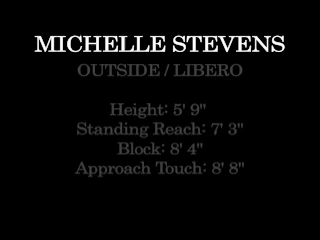 MICHELLE STEVENS
OUTSIDE / LIBERO
Height: 5' 9"
Standing Reach: 7' 3"
Block: 8' 4"
Approach Touch: 8' 8"